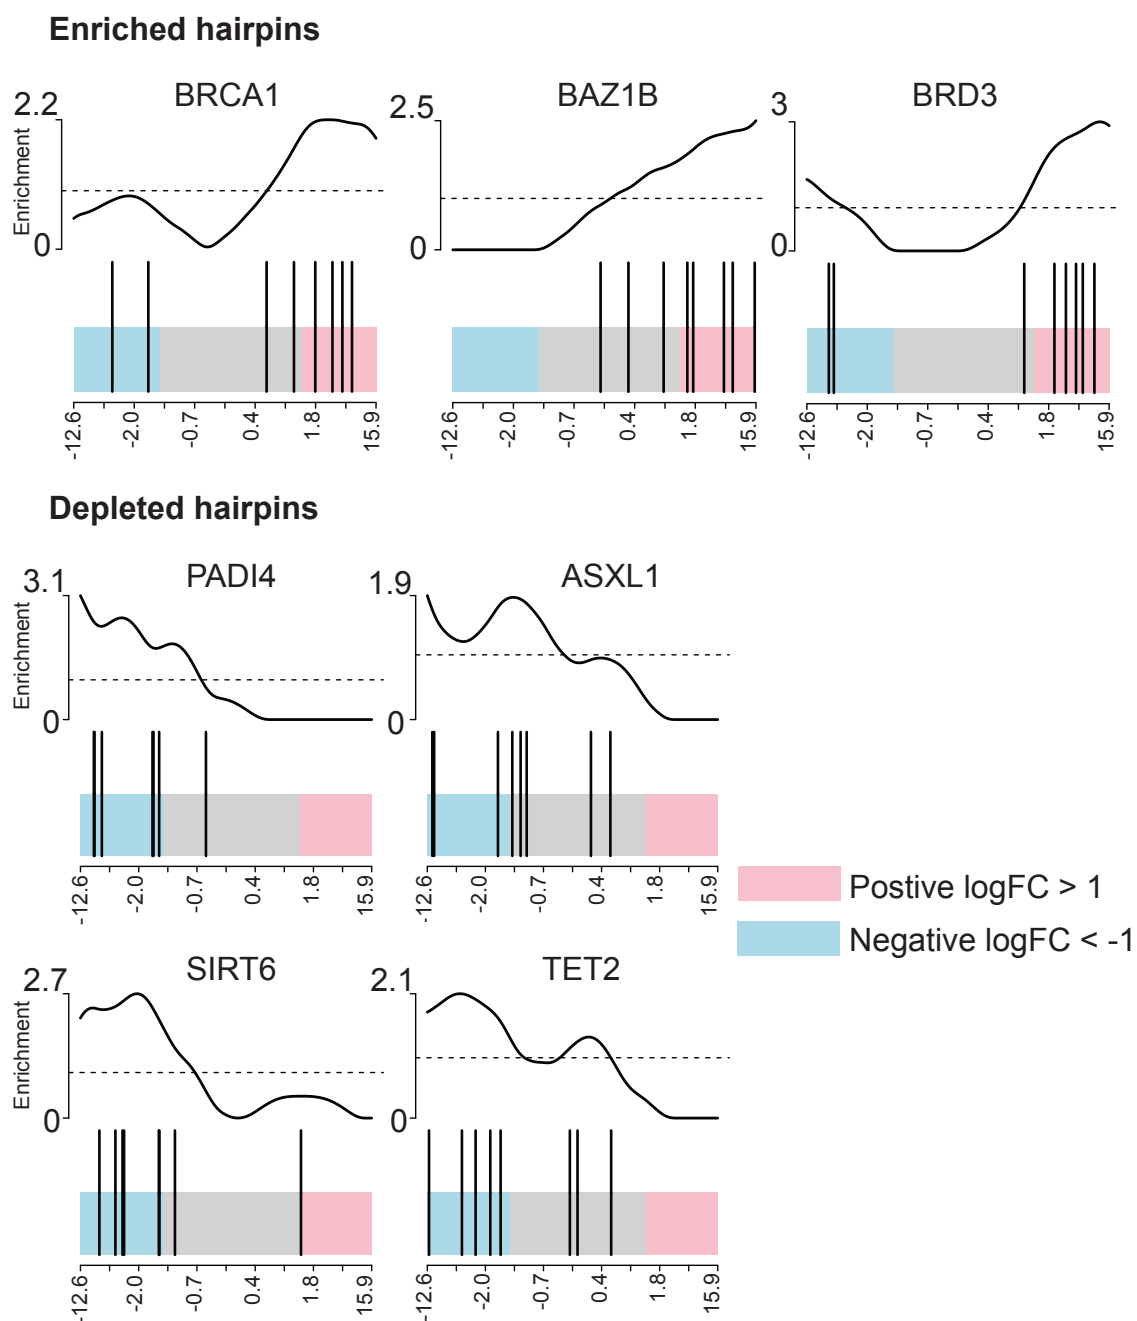 Enriched hairpins
BRCA1
BAZ1B
BRD3
2.2
2.5
3
Enrichment
0
0
0
-12.6 -2.0 -0.7 0.4 1.8 15.9
-12.6 -2.0 -0.7 0.4 1.8 15.9
-12.6 -2.0 -0.7 0.4 1.8 15.9
Depleted hairpins
PADI4
ASXL1
3.1
1.9
Enrichment
0
0
-12.6 -2.0 -0.7 0.4 1.8 15.9
-12.6 -2.0 -0.7 0.4 1.8 15.9
Postive logFC > 1
Negative logFC < -1
SIRT6
TET2
2.7
2.1
Enrichment
0
0
-12.6 -2.0 -0.7 0.4 1.8 15.9
-12.6 -2.0 -0.7 0.4 1.8 15.9